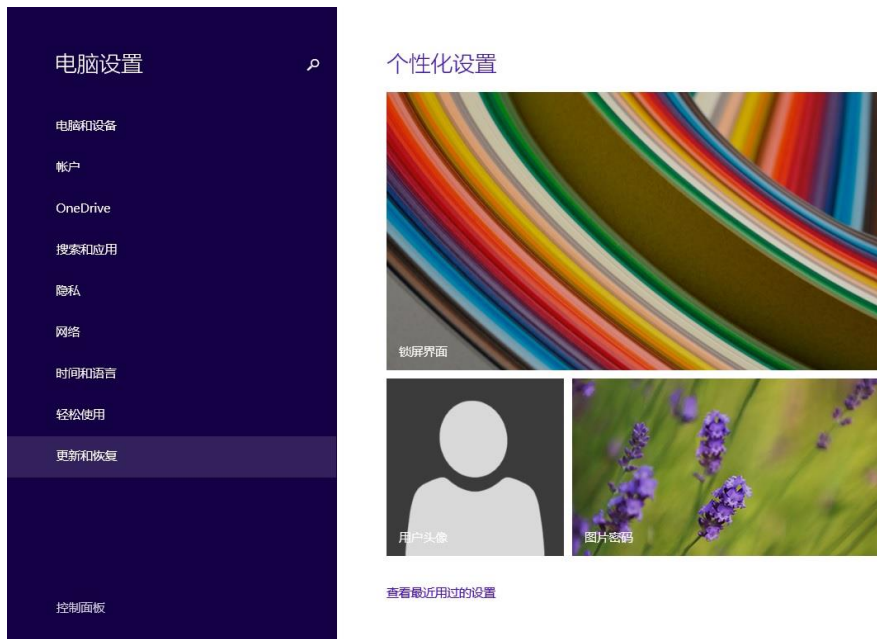 电脑设置
电脑和设备
帐户
OneDrive
搜索和应用
隐私
网络
时间和语言
轻松使用
更新和恢复
控制面板
个性化设置
锁屏界面
用户头像
图片密码
查看最近用过的设置